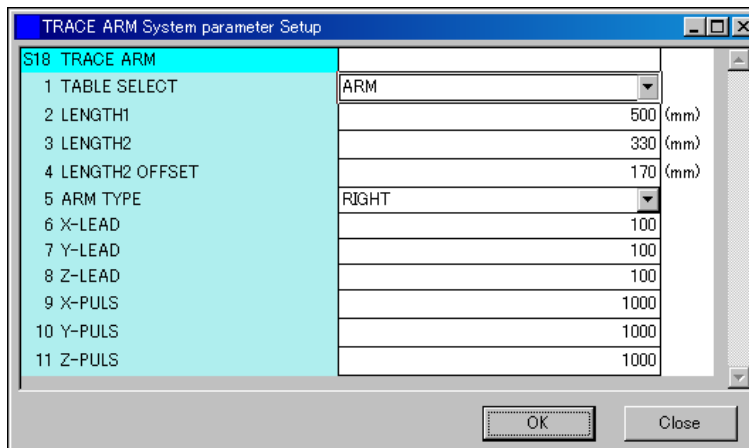 TRACE ARM System parameter Setup
S18 TRACE ARM
1 TABLE SELECT ARM
2 LENGTH1 500 (mm)
3 LENGTH2 330 (mm)
4 LENGTH2 OFFSET 170 (mm)
5 ARM TYPE RIGHT
6 X-LEAD 100
7 Y-LEAD 100
8 Z-LEAD 100
9 X-PULS 1000
10 Y-PULS 1000
11 Z-PULS 1000
OK Close